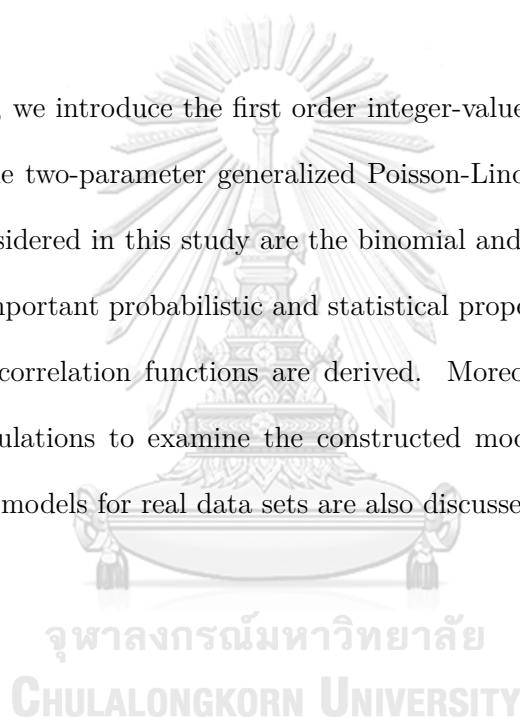 , we introduce the first order integer-value
e two-parameter generalized Poisson-Lind
sidered in this study are the binomial and
mportant probabilistic and statistical prope
correlation functions are derived. Moreo
ulations to examine the constructed mod
models for real data sets are also discusse
จุฬาลงกรณ์มหาวิทยาลัย
CHULALONGKORN UNIVERSITY